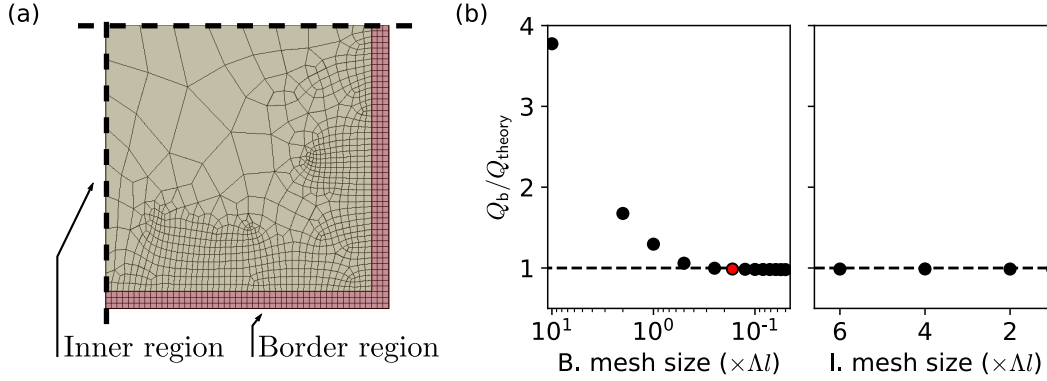 (a)
Inner region
Border region
(b)
Q_b/Q_theory
4
3
2
1
10^1
10^0
10^-1
B. mesh size (×Λl)
6
4
2
I. mesh size (×Λl)